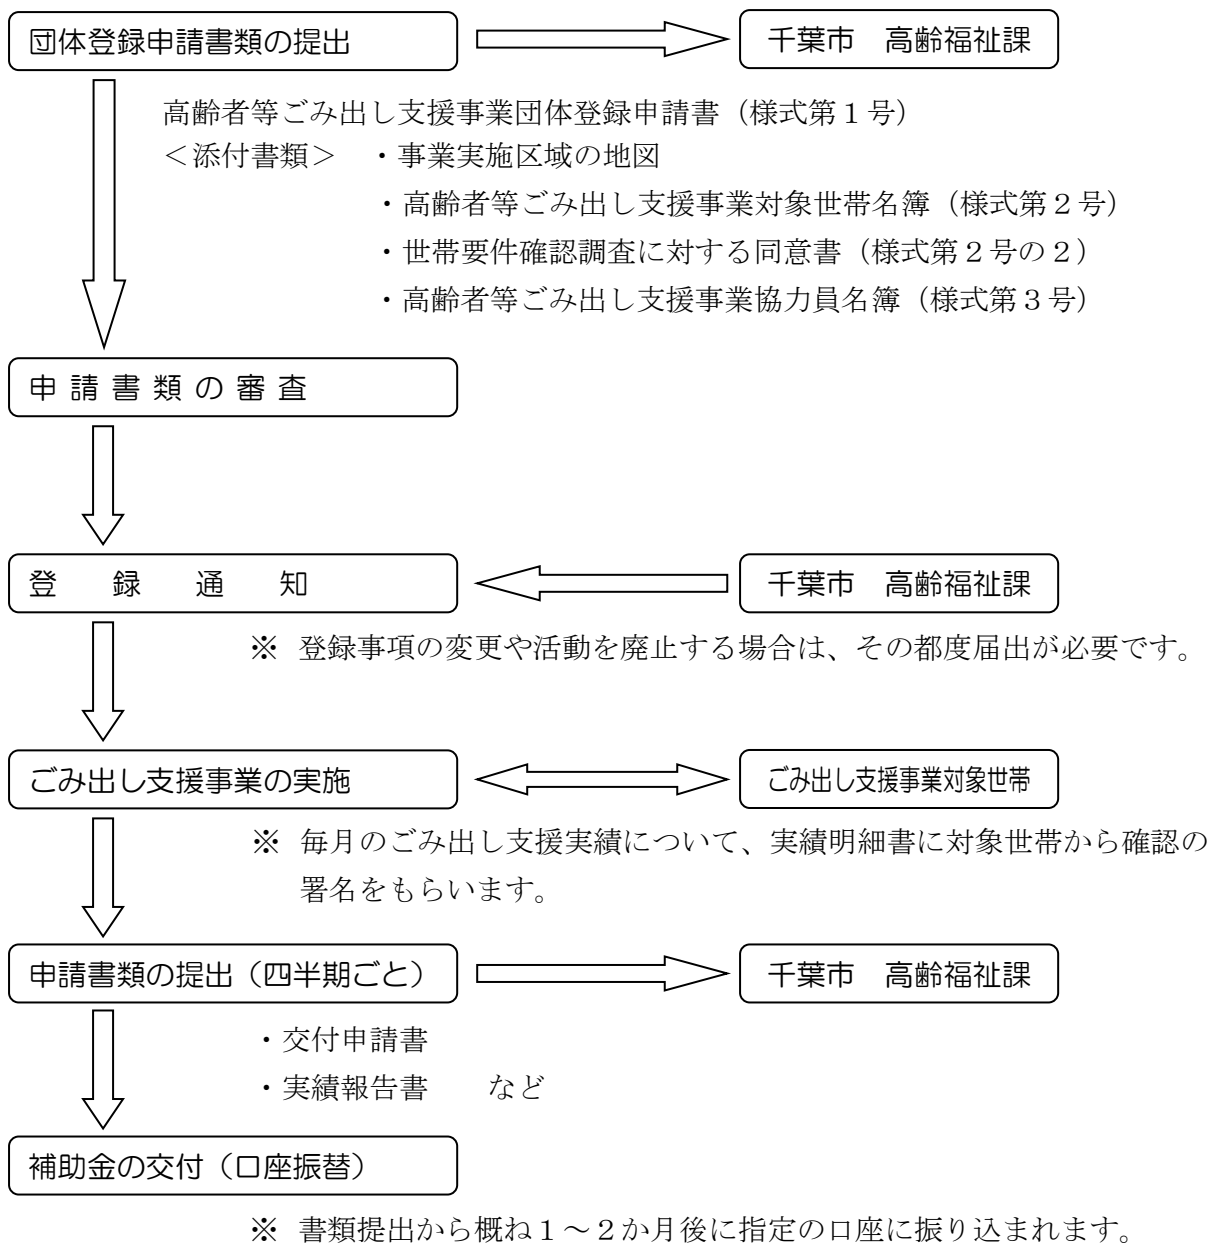 団体登録申請書類の提出
千葉市　高齢福祉課
高齢者等ごみ出し支援事業団体登録申請書（様式第１号）
＜添付書類＞　・事業実施区域の地図
・高齢者等ごみ出し支援事業対象世帯名簿（様式第２号）
・世帯要件確認調査に対する同意書（様式第２号の２）
・高齢者等ごみ出し支援事業協力員名簿（様式第３号）
申請書類の審査
登　録　通　知
千葉市　高齢福祉課
※ 登録事項の変更や活動を廃止する場合は、その都度届出が必要です。
ごみ出し支援事業の実施
ごみ出し支援事業対象世帯
※ 毎月のごみ出し支援実績について、実績明細書に対象世帯から確認の
署名をもらいます。
申請書類の提出（四半期ごと）
千葉市　高齢福祉課
・交付申請書
・実績報告書　　など
補助金の交付（口座振替）
※ 書類提出から概ね１～２か月後に指定の口座に振り込まれます。